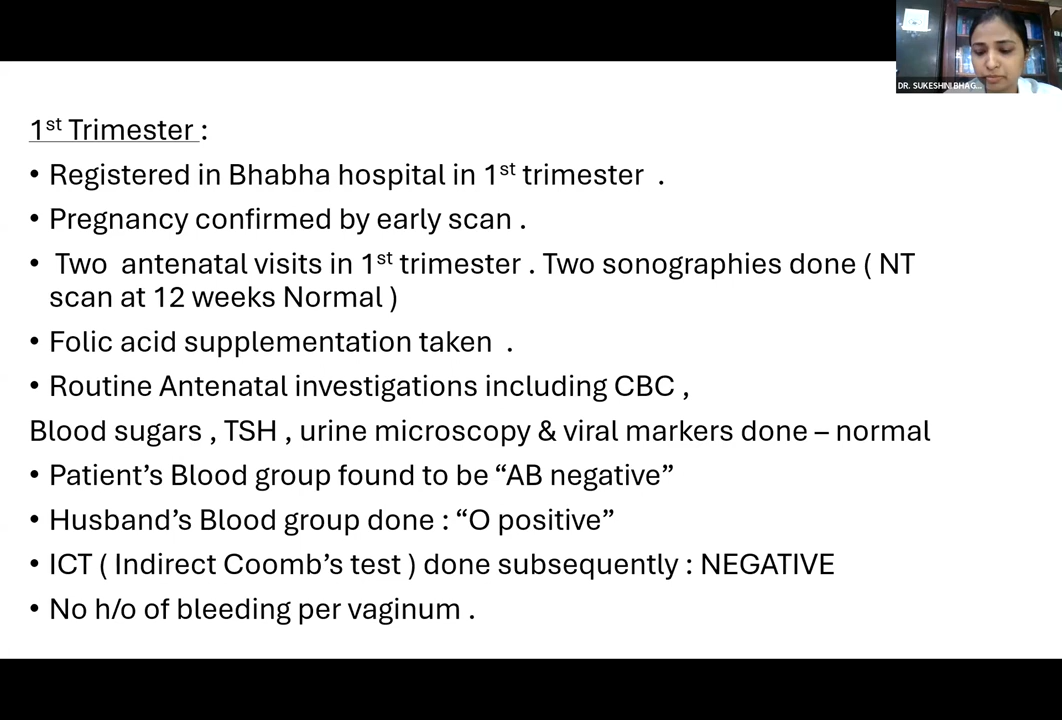 DR. SUKESHINI BHAG...
1st Trimester :
• Registered in Bhabha hospital in 1st trimester .
• Pregnancy confirmed by early scan .
• Two antenatal visits in 1st trimester . Two sonographies done ( NT
scan at 12 weeks Normal )
• Folic acid supplementation taken .
• Routine Antenatal investigations including CBC ,
Blood sugars , TSH , urine microscopy & viral markers done – normal
• Patient’s Blood group found to be “AB negative”
• Husband’s Blood group done : “O positive”
• ICT ( Indirect Coomb’s test ) done subsequently : NEGATIVE
• No h/o of bleeding per vaginum .